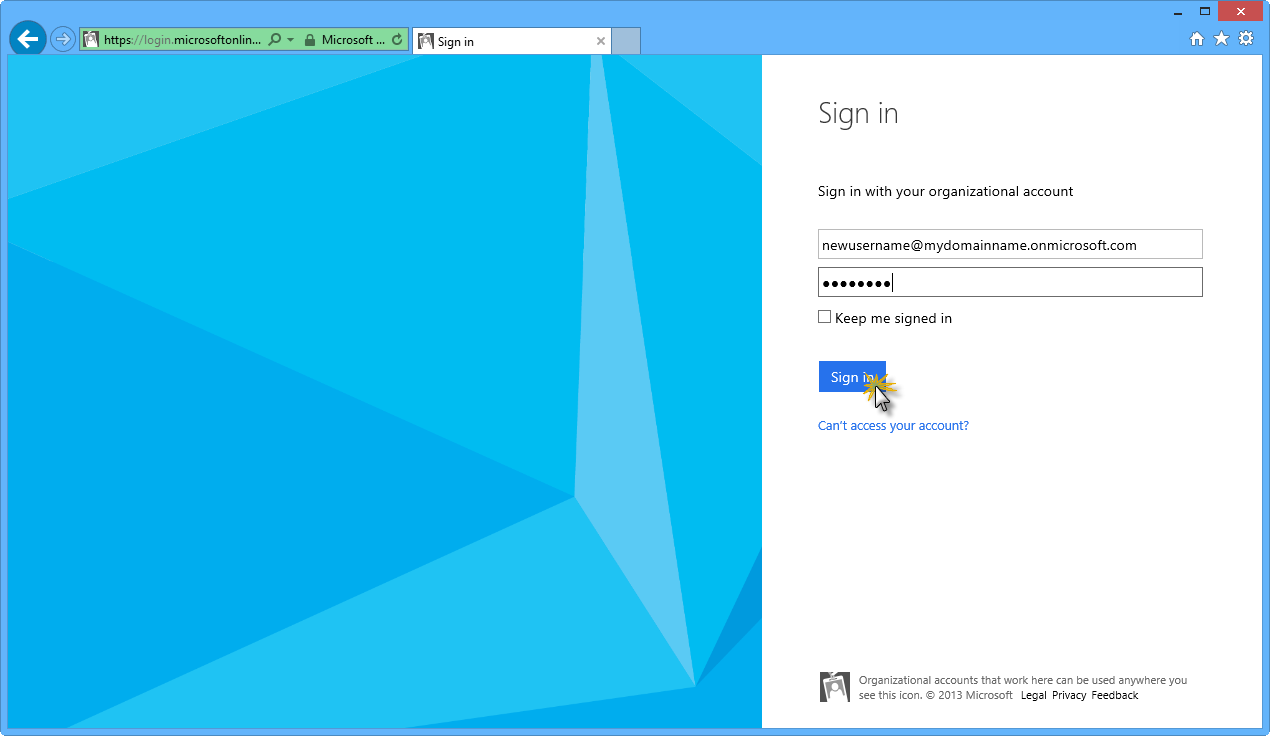 https://login.microsoftonlin... Microsoft ... Sign in
Sign in
Sign in with your organizational account
newusername@mydomainname.onmicrosoft.com
Keep me signed in
Sign in
Can't access your account?
Organizational accounts that work here can be used anywhere you
see this icon. © 2013 Microsoft Legal Privacy Feedback